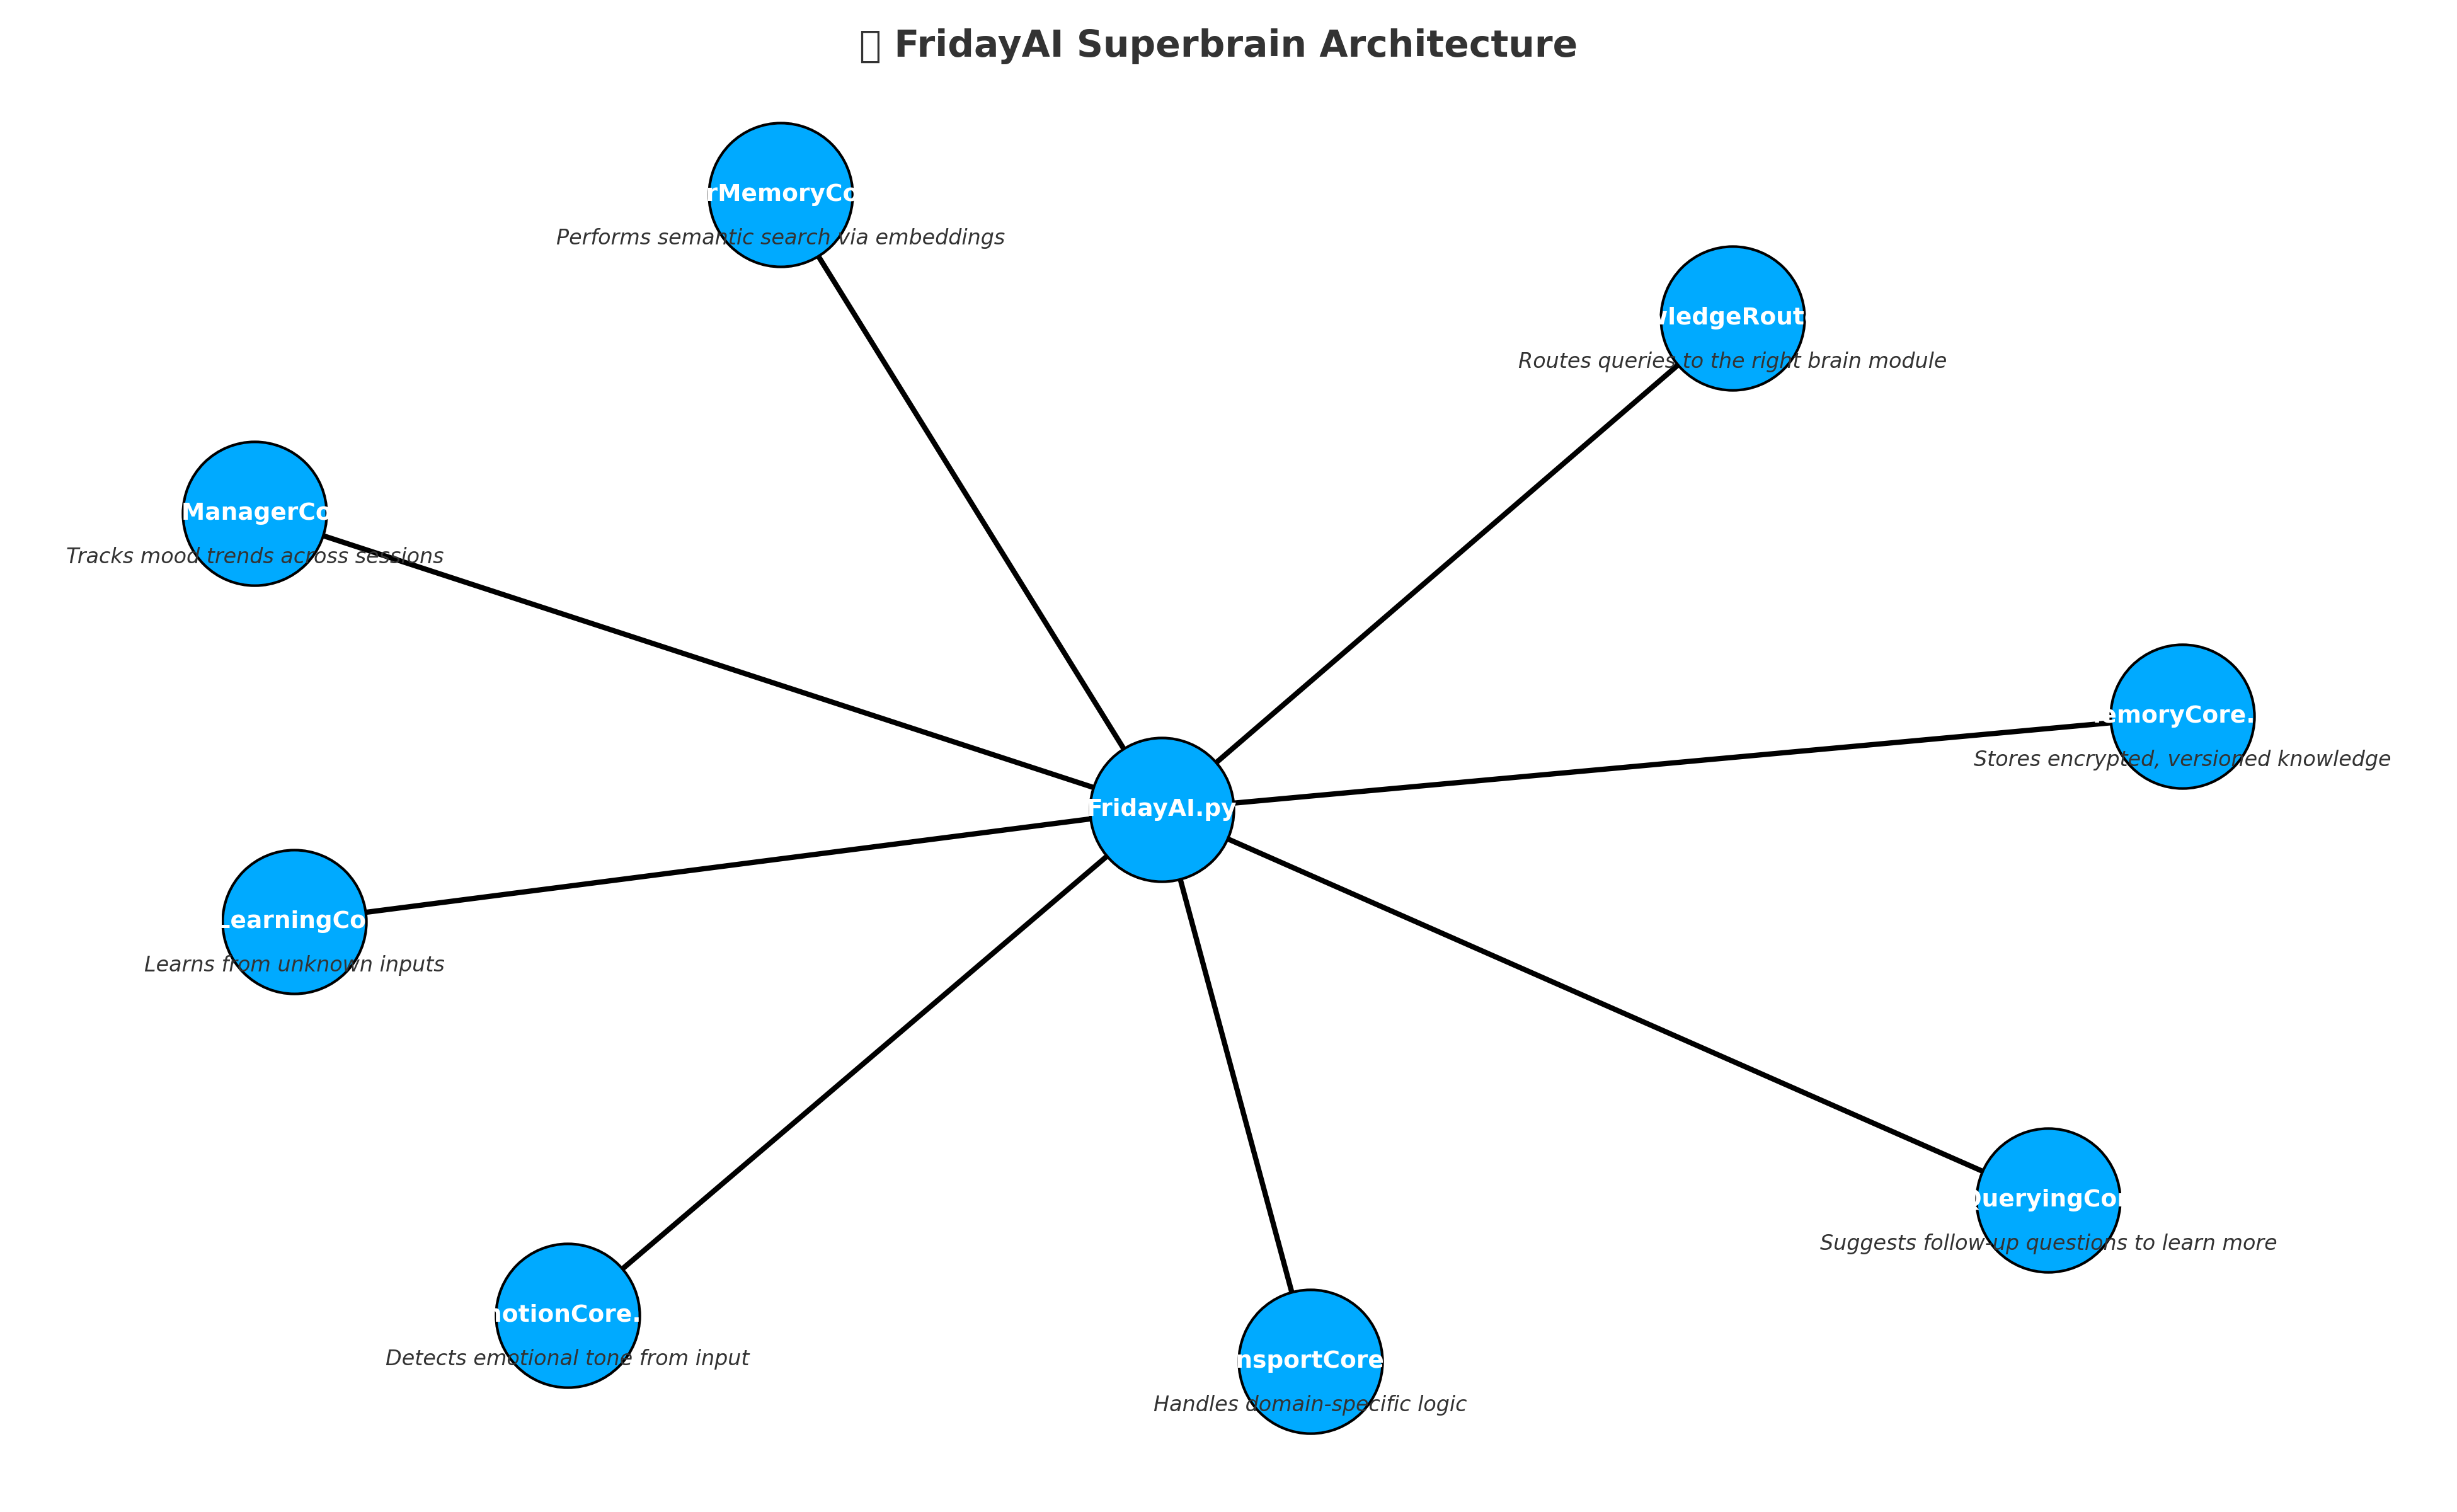 FridayAI Superbrain Architecture
rMemoryCo
Performs semantic search via embeddings
wledgeRout
Routes queries to the right brain module
ManagerCo
Tracks mood trends across sessions
emoryCore.
Stores encrypted, versioned knowledge
FridayAI.py
LearningCo
Learns from unknown inputs
QueryingCor
Suggests follow-up questions to learn more
notionCore.
Detects emotional tone from input
nsportCore
Handles domain-specific logic